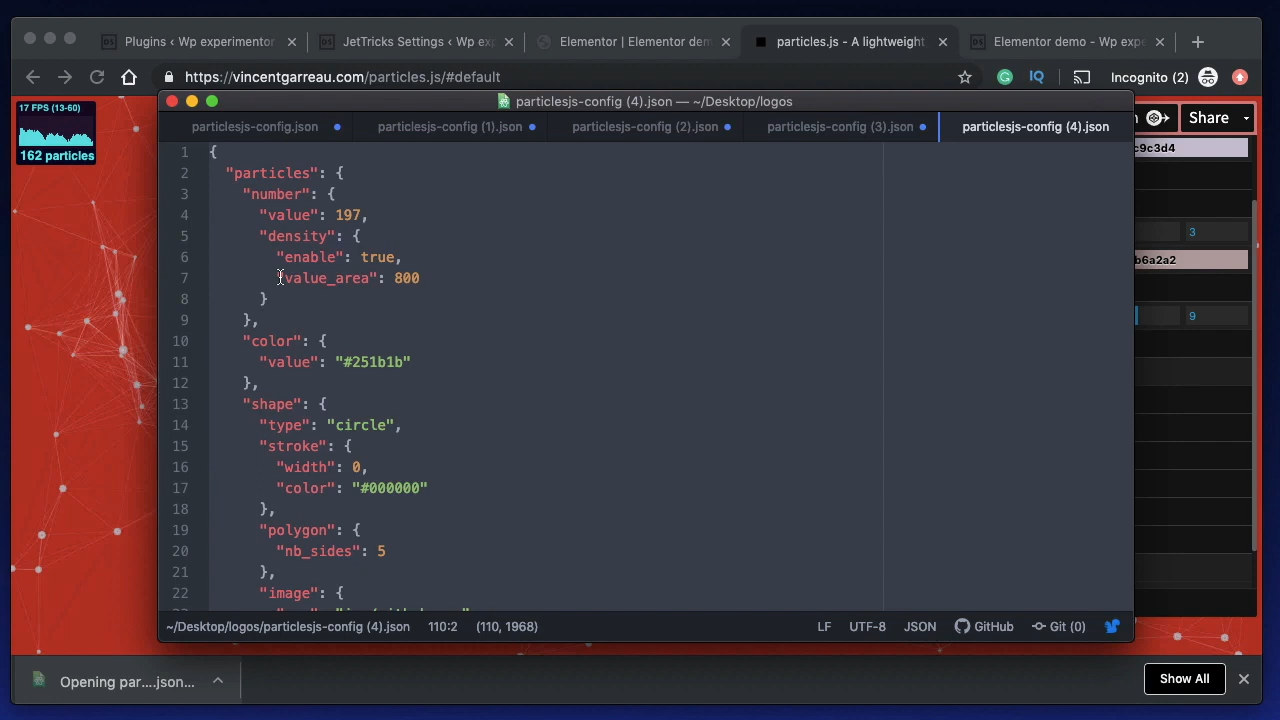 Plugins ‹ Wp experimentor
JetTricks Settings ‹ Wp exp
Elementor | Elementor dem
particles.js - A lightweight
Elementor demo - Wp expe
https://vincentgarreau.com/particles.js/#default
IQ
Incognito (2)
17 FPS (13-60)
162 particles
particlesjs-config (4).json — ~/Desktop/logos
Share
particlesjs-config.json
particlesjs-config (1).json
particlesjs-config (2).json
particlesjs-config (3).json
particlesjs-config (4).json
c9c3d4
3
b6a2a2
9
1 {
2 "particles": {
3 "number": {
4 "value": 197,
5 "density": {
6 "enable": true,
7 "value_area": 800
8 }
9 },
10 "color": {
11 "value": "#251b1b"
12 },
13 "shape": {
14 "type": "circle",
15 "stroke": {
16 "width": 0,
17 "color": "#000000"
18 },
19 "polygon": {
20 "nb_sides": 5
21 },
22 "image": {
~/Desktop/logos/particlesjs-config (4).json 110:2 (110, 1968) LF UTF-8 JSON GitHub Git (0)
Opening par....json...
Show All